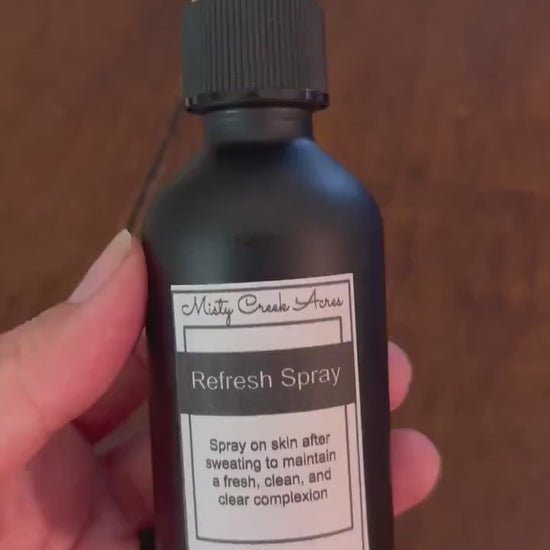 Misty Creek Acres
Refresh Spray
Spray on skin after
sweating to maintain
a fresh, clean, and
clear complexion